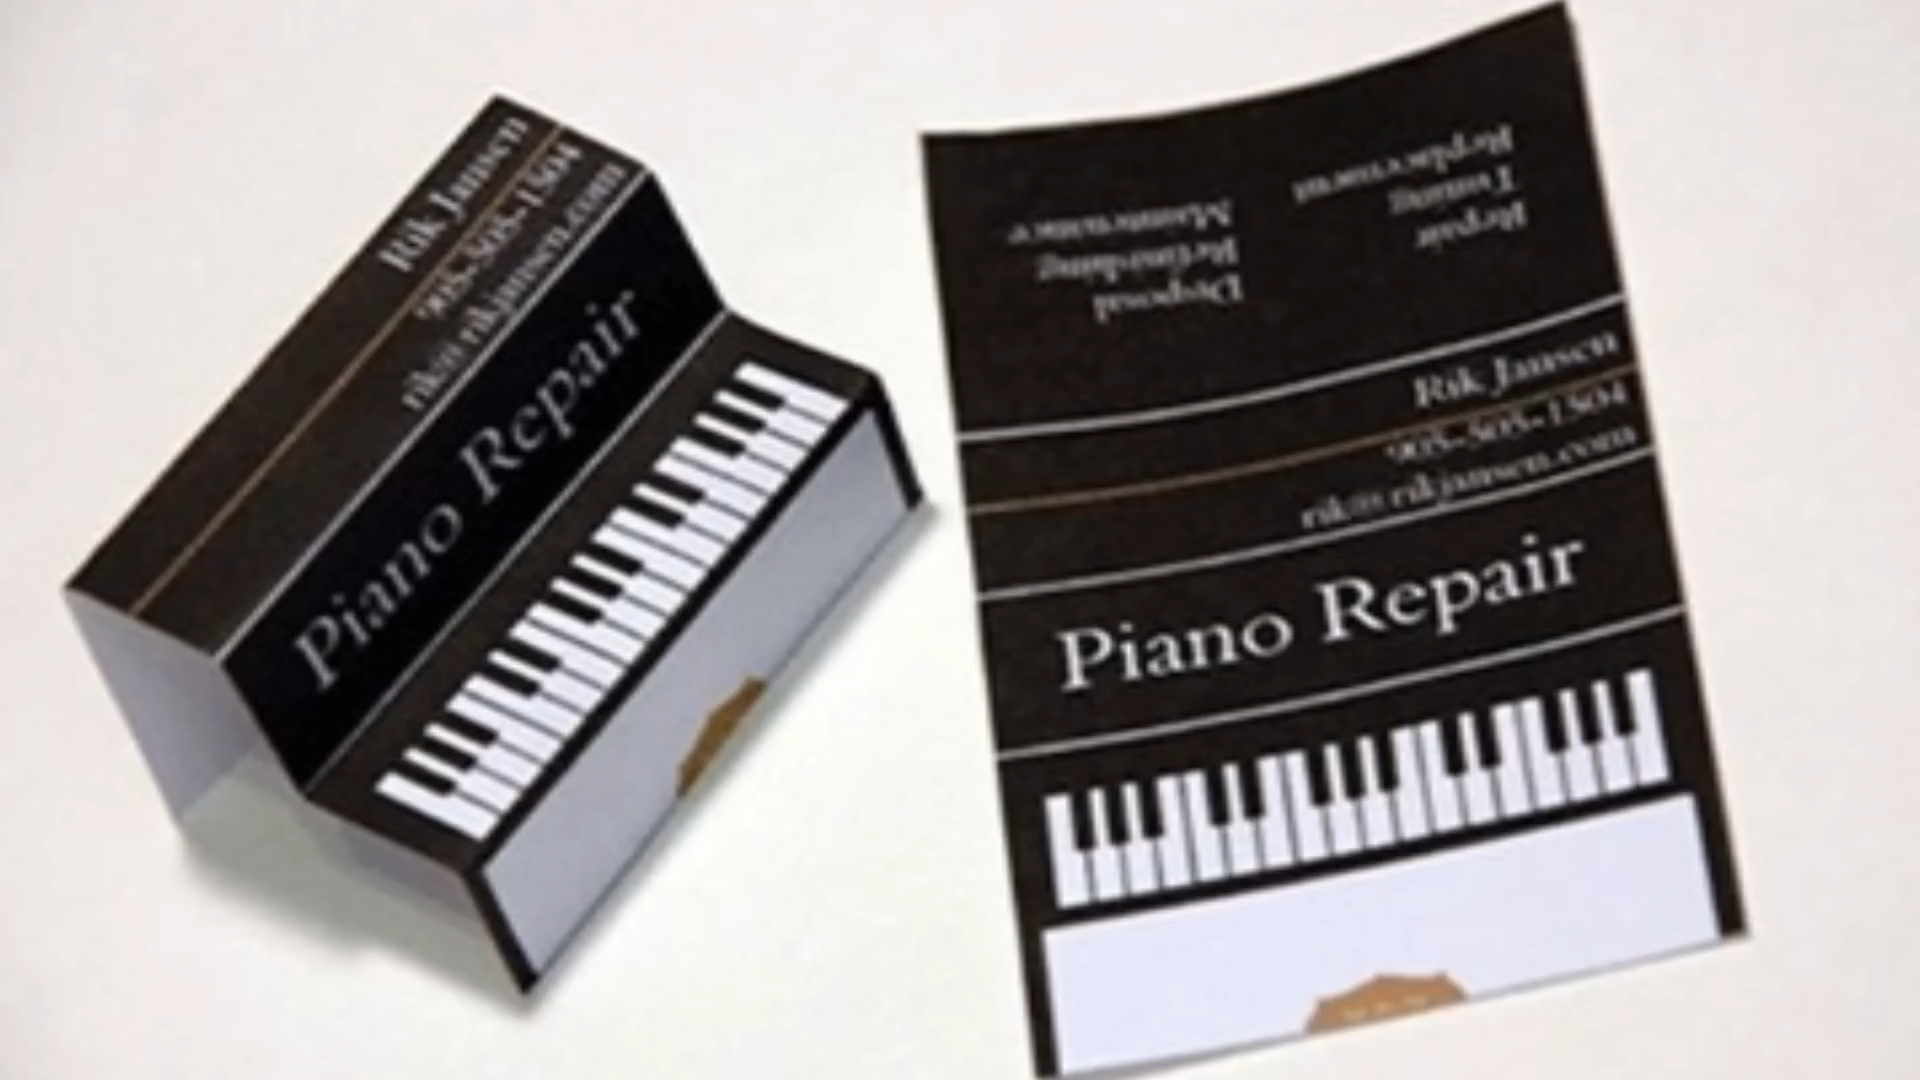 Rik Jansen
905-505-1504
rik@rikjansen.com
Piano Repair
Repair
Tuning
Replacement
Disposal
Refinishing
Maintenance
Rik Jansen
905-505-1504
rik@rikjansen.com
Piano Repair